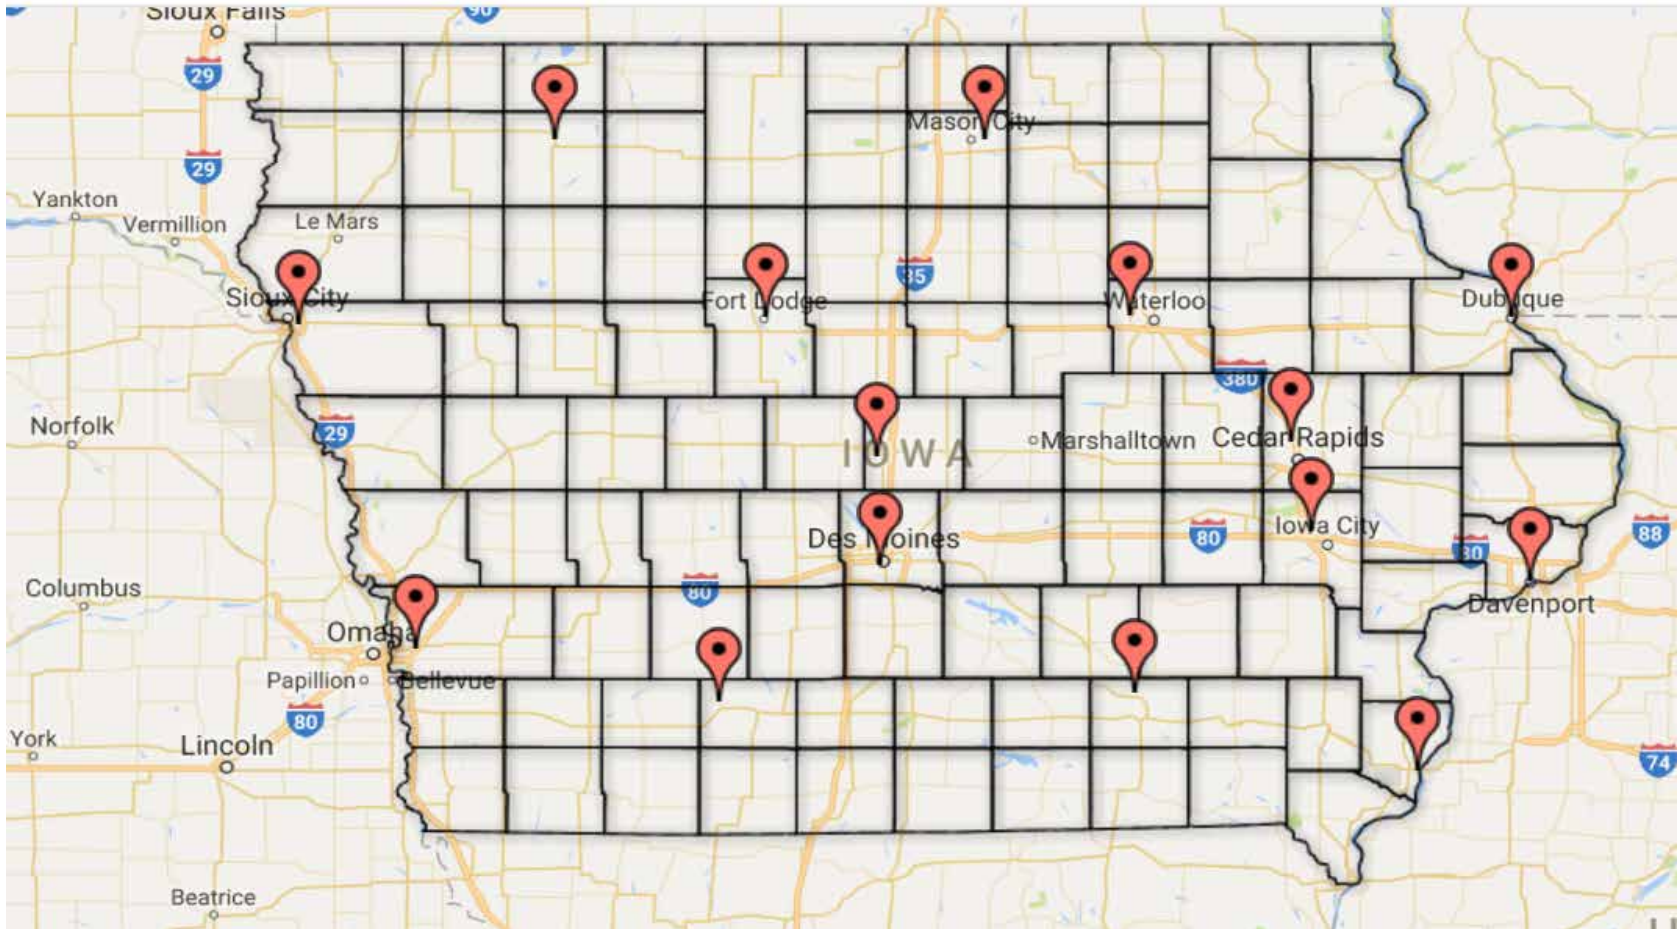 Sioux Falls
90
29
29
Mason City
Yankton
Vermillion
Le Mars
35
Sioux City
Fort Dodge
Waterloo
Dubuque
380
29
Norfolk
IOWA
Marshalltown
Cedar Rapids
Iowa City
Des Moines
80
80
88
Columbus
80
Davenport
Omaha
Papillion
Bellevue
80
York
Lincoln
74
Beatrice